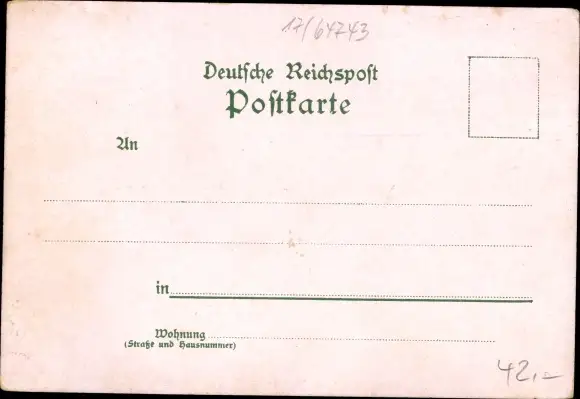 17/64743
Deutsche Reichspost
Postkarte
An
in
Wohnung
(Straße und Hausnummer)
42,–